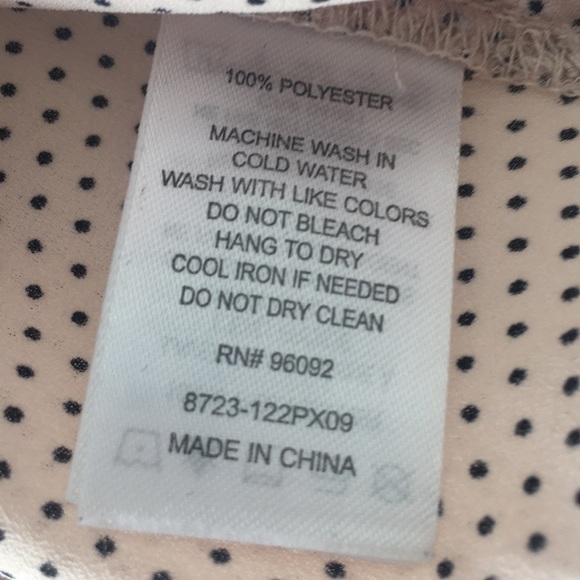 100% POLYESTER
MACHINE WASH IN
COLD WATER
WASH WITH LIKE COLORS
DO NOT BLEACH
HANG TO DRY
COOL IRON IF NEEDED
DO NOT DRY CLEAN
RN# 96092
8723-122PX09
MADE IN CHINA